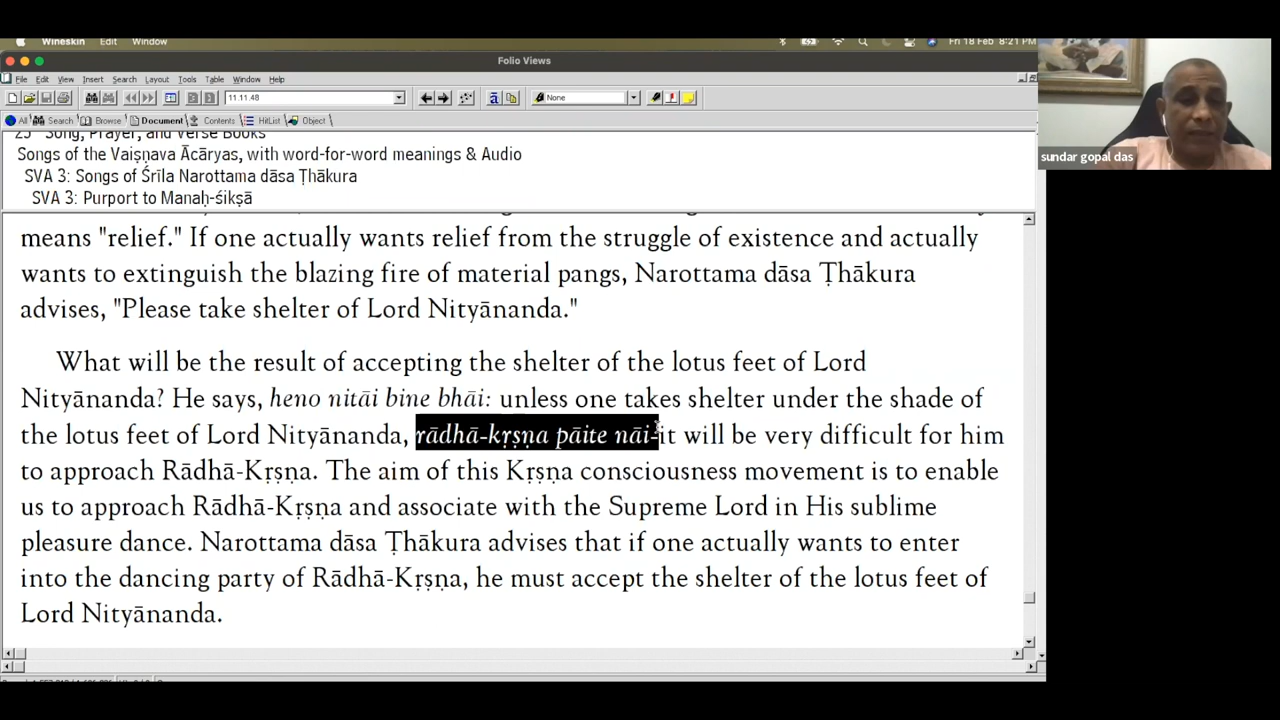 Wineskin Edit Window Fri 18 Feb 8:21 PM
Folio Views
File Edit View Insert Search Layout Tools Table Window Help
11.11.48 None
All Search Browse Document Contents HitList Object
25 Song, Prayer, and Verse Books
Songs of the Vaiṣṇava Ācāryas, with word-for-word meanings & Audio
SVA 3: Songs of Śrīla Narottama dāsa Ṭhākura
SVA 3: Purport to Manaḥ-śikṣā
means "relief." If one actually wants relief from the struggle of existence and actually
wants to extinguish the blazing fire of material pangs, Narottama dāsa Ṭhākura
advises, "Please take shelter of Lord Nityānanda."
What will be the result of accepting the shelter of the lotus feet of Lord
Nityānanda? He says, heno nitāi bine bhāi: unless one takes shelter under the shade of
the lotus feet of Lord Nityānanda, rādhā-kṛṣṇa pāite nāi-it will be very difficult for him
to approach Rādhā-Kṛṣṇa. The aim of this Kṛṣṇa consciousness movement is to enable
us to approach Rādhā-Kṛṣṇa and associate with the Supreme Lord in His sublime
pleasure dance. Narottama dāsa Ṭhākura advises that if one actually wants to enter
into the dancing party of Rādhā-Kṛṣṇa, he must accept the shelter of the lotus feet of
Lord Nityānanda.
sundar gopal das